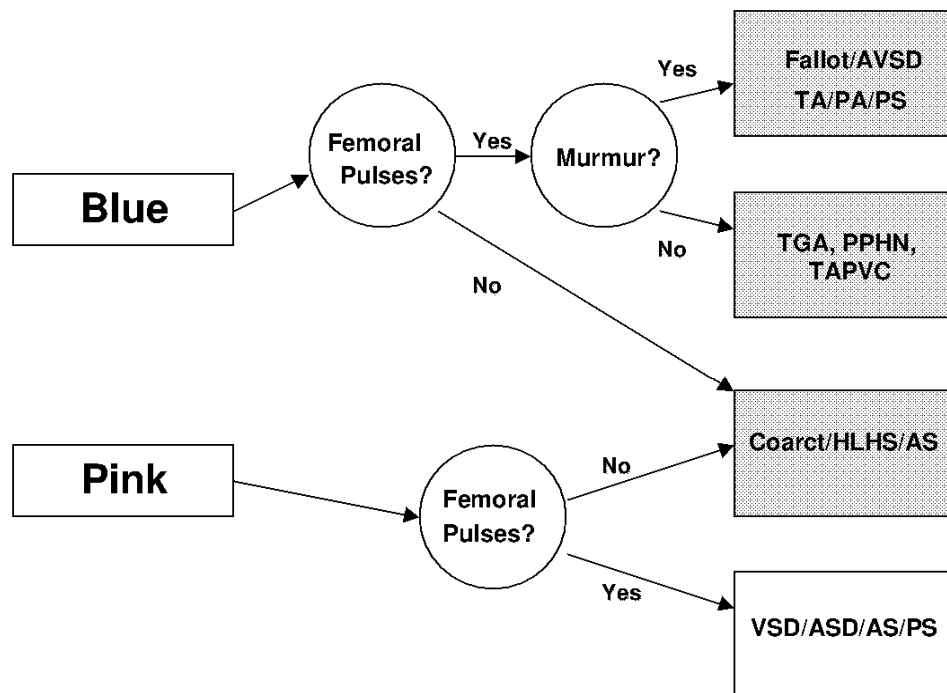 Fallot/AVSD
TA/PA/PS
Yes
Femoral
Pulses?
Yes
Murmur?
Blue
No
TGA, PPHN,
TAPVC
No
Coarct/HLHS/AS
Pink
No
Femoral
Pulses?
Yes
VSD/ASD/AS/PS